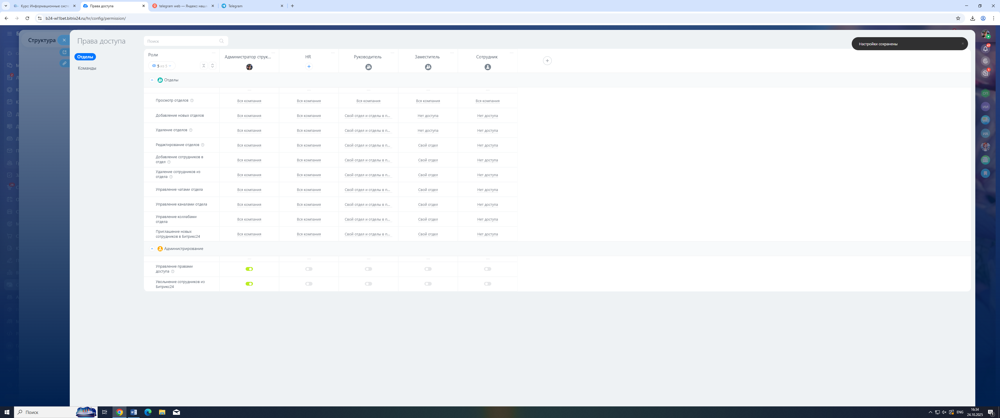 Курс: Информационные систе
Права доступа
telegram web — Яндекс: нашл
Telegram
b24-wl1bet.bitrix24.ru/hr/config/permission/
Структура
Права доступа
Поиск
Настройки сохранены
Отделы
Команды
Роли
5 из 5
Администратор струк...
HR
Руководитель
Заместитель
Сотрудник
Отделы
Просмотр отделов
Вся компания
Вся компания
Вся компания
Вся компания
Вся компания
Добавление новых отделов
Вся компания
Вся компания
Свой отдел и отделы в п...
Нет доступа
Нет доступа
Удаление отделов
Вся компания
Вся компания
Свой отдел и отделы в п...
Нет доступа
Нет доступа
Редактирование отделов
Вся компания
Вся компания
Свой отдел и отделы в п...
Свой отдел
Нет доступа
Добавление сотрудников в
отдел
Вся компания
Вся компания
Свой отдел и отделы в п...
Свой отдел
Нет доступа
Удаление сотрудников из
отдела
Вся компания
Вся компания
Свой отдел и отделы в п...
Свой отдел
Нет доступа
Управление чатами отдела
Вся компания
Вся компания
Свой отдел и отделы в п...
Свой отдел
Нет доступа
Управление каналами отдела
Вся компания
Вся компания
Свой отдел и отделы в п...
Свой отдел
Нет доступа
Управление коллабами
отдела
Вся компания
Вся компания
Свой отдел и отделы в п...
Свой отдел
Нет доступа
Приглашение новых
сотрудников в Битрикс24
Вся компания
Вся компания
Свой отдел и отделы в п...
Свой отдел
Нет доступа
Администрирование
Управление правами
доступа
Увольнение сотрудников из
Битрикс24
47
1
ОП
ИИ
ИА
2
28
Поиск
ENG
16:34
24.10.2025
1